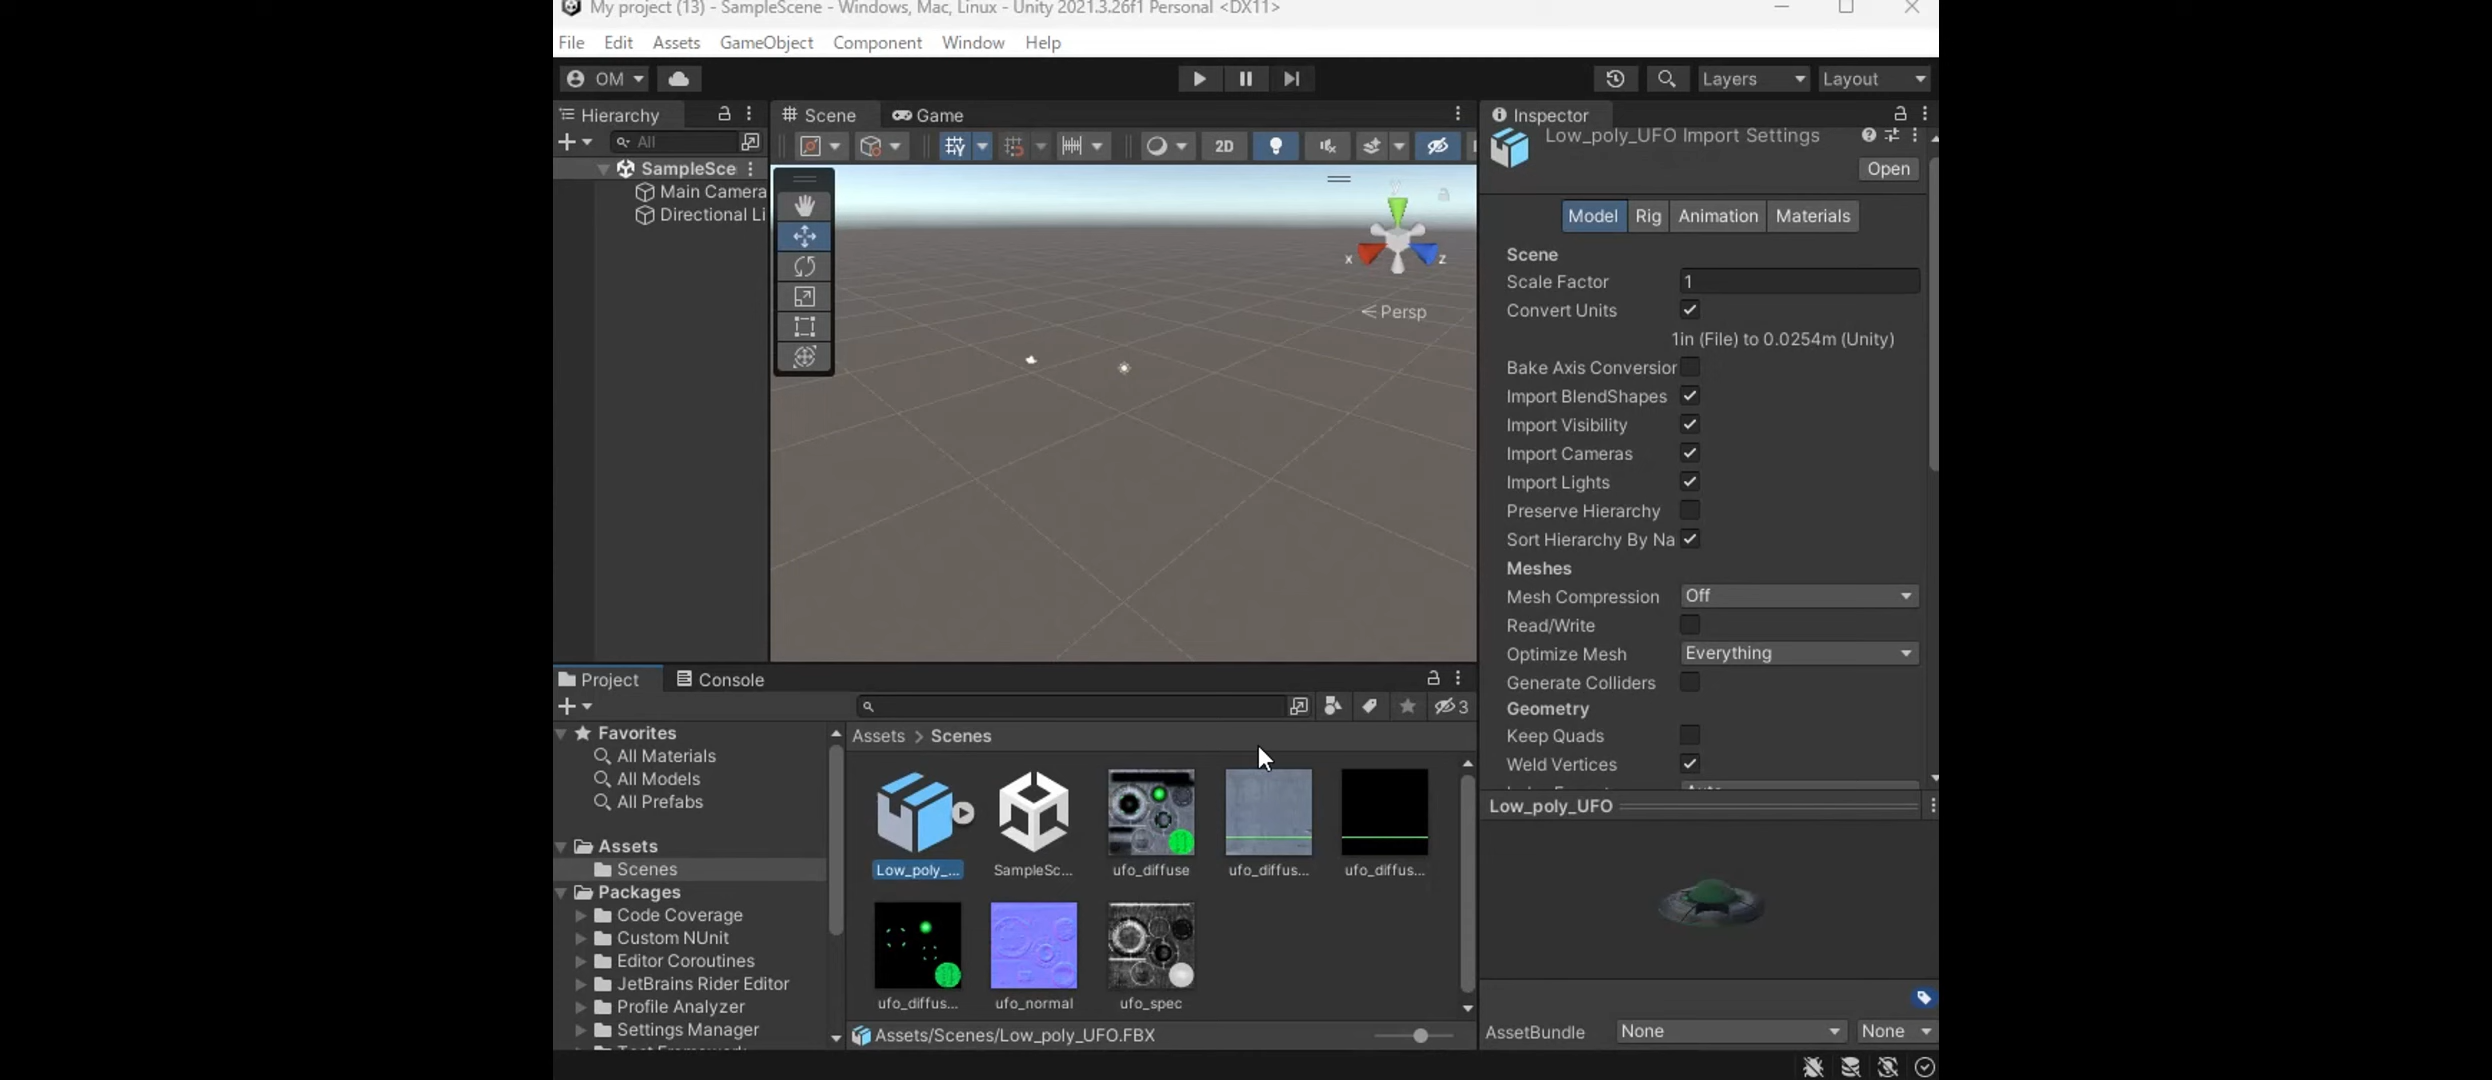 My project (13) - SampleScene - Windows, Mac, Linux - Unity 2021.3.26f1 Personal <DX11>
File Edit Assets GameObject Component Window Help
OM Layers Layout
Hierarchy
All
SampleSce
Main Camera
Directional Li
Scene Game
2D
y
x z
Persp
Inspector
Low_poly_UFO Import Settings
Open
Model Rig Animation Materials
Scene
Scale Factor 1
Convert Units
1in (File) to 0.0254m (Unity)
Bake Axis Conversion
Import BlendShapes
Import Visibility
Import Cameras
Import Lights
Preserve Hierarchy
Sort Hierarchy By Na
Meshes
Mesh Compression Off
Read/Write
Optimize Mesh Everything
Generate Colliders
Geometry
Keep Quads
Weld Vertices
Project Console
3
Favorites
All Materials
All Models
All Prefabs
Assets
Scenes
Packages
Code Coverage
Custom NUnit
Editor Coroutines
JetBrains Rider Editor
Profile Analyzer
Settings Manager
Assets > Scenes
Low_poly_... SampleSc... ufo_diffuse ufo_diffus... ufo_diffus...
ufo_diffus... ufo_normal ufo_spec
Assets/Scenes/Low_poly_UFO.FBX
Low_poly_UFO
AssetBundle None None